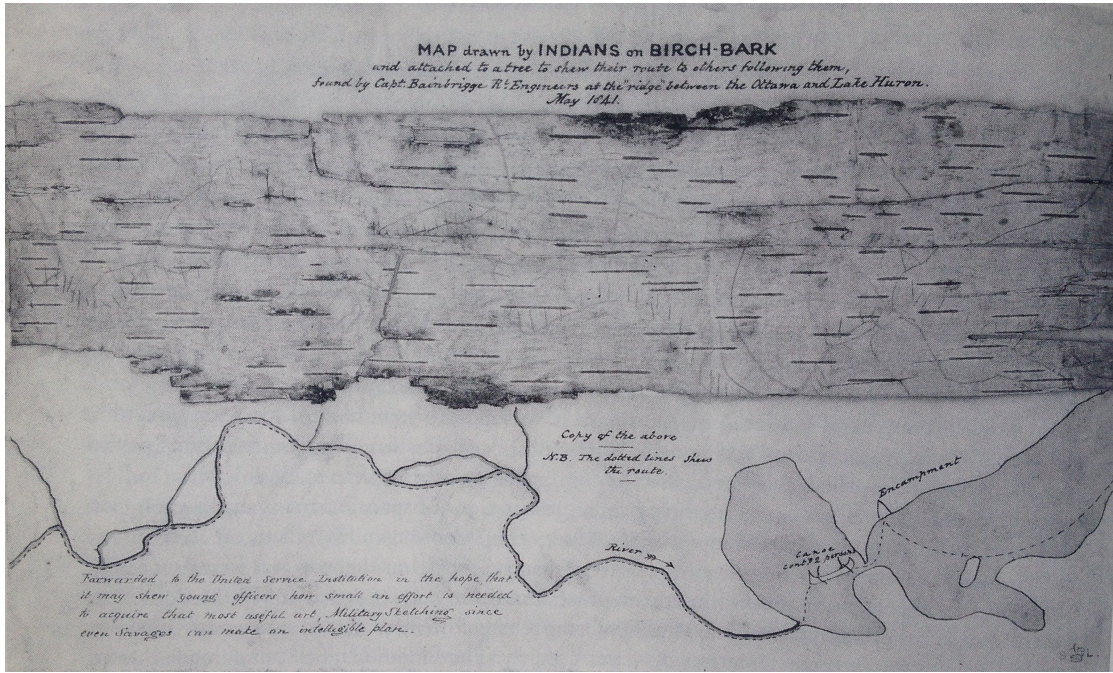 MAP drawn by INDIANS on BIRCH-BARK
and attached to a tree to shew their route to others following them,
found by Capt. Bainbrigge Rl. Engineers at the "ridge" between the Ottawa and Lake Huron.
May 1841.
Copy of the above
N.B. The dotted lines shew
the route.
Encampment
Canoe
contg. 2 persons
River
Forwarded to the United Service Institution in the hope that
it may shew young officers how small an effort is needed
to acquire that most useful art, Military Sketching, since
even Savages can make an intelligible plan.